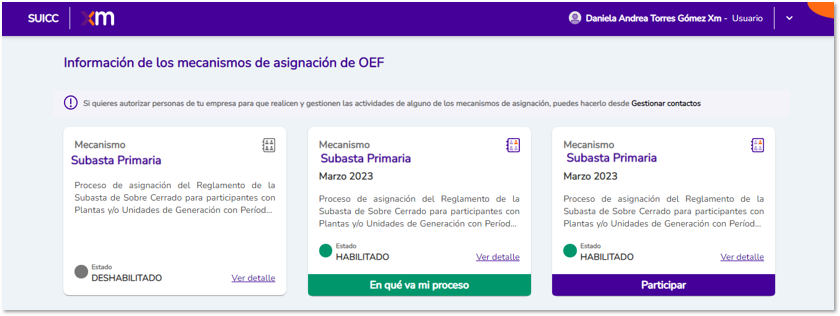 SUICC xm Daniela Andrea Torres Gómez Xm - Usuario
Información de los mecanismos de asignación de OEF
Si quieres autorizar personas de tu empresa para que realicen y gestionen las actividades de alguno de los mecanismos de asignación, puedes hacerlo desde Gestionar contactos
Mecanismo
Subasta Primaria
Proceso de asignación del Reglamento de la
Subasta de Sobre Cerrado para participantes con
Plantas y/o Unidades de Generación con Períod...
Estado
DESHABILITADO
Ver detalle
Mecanismo
Subasta Primaria
Marzo 2023
Proceso de asignación del Reglamento de la
Subasta de Sobre Cerrado para participantes con
Plantas y/o Unidades de Generación con Períod...
Estado
HABILITADO
Ver detalle
En qué va mi proceso
Mecanismo
Subasta Primaria
Marzo 2023
Proceso de asignación del Reglamento de la
Subasta de Sobre Cerrado para participantes con
Plantas y/o Unidades de Generación con Períod...
Estado
HABILITADO
Ver detalle
Participar